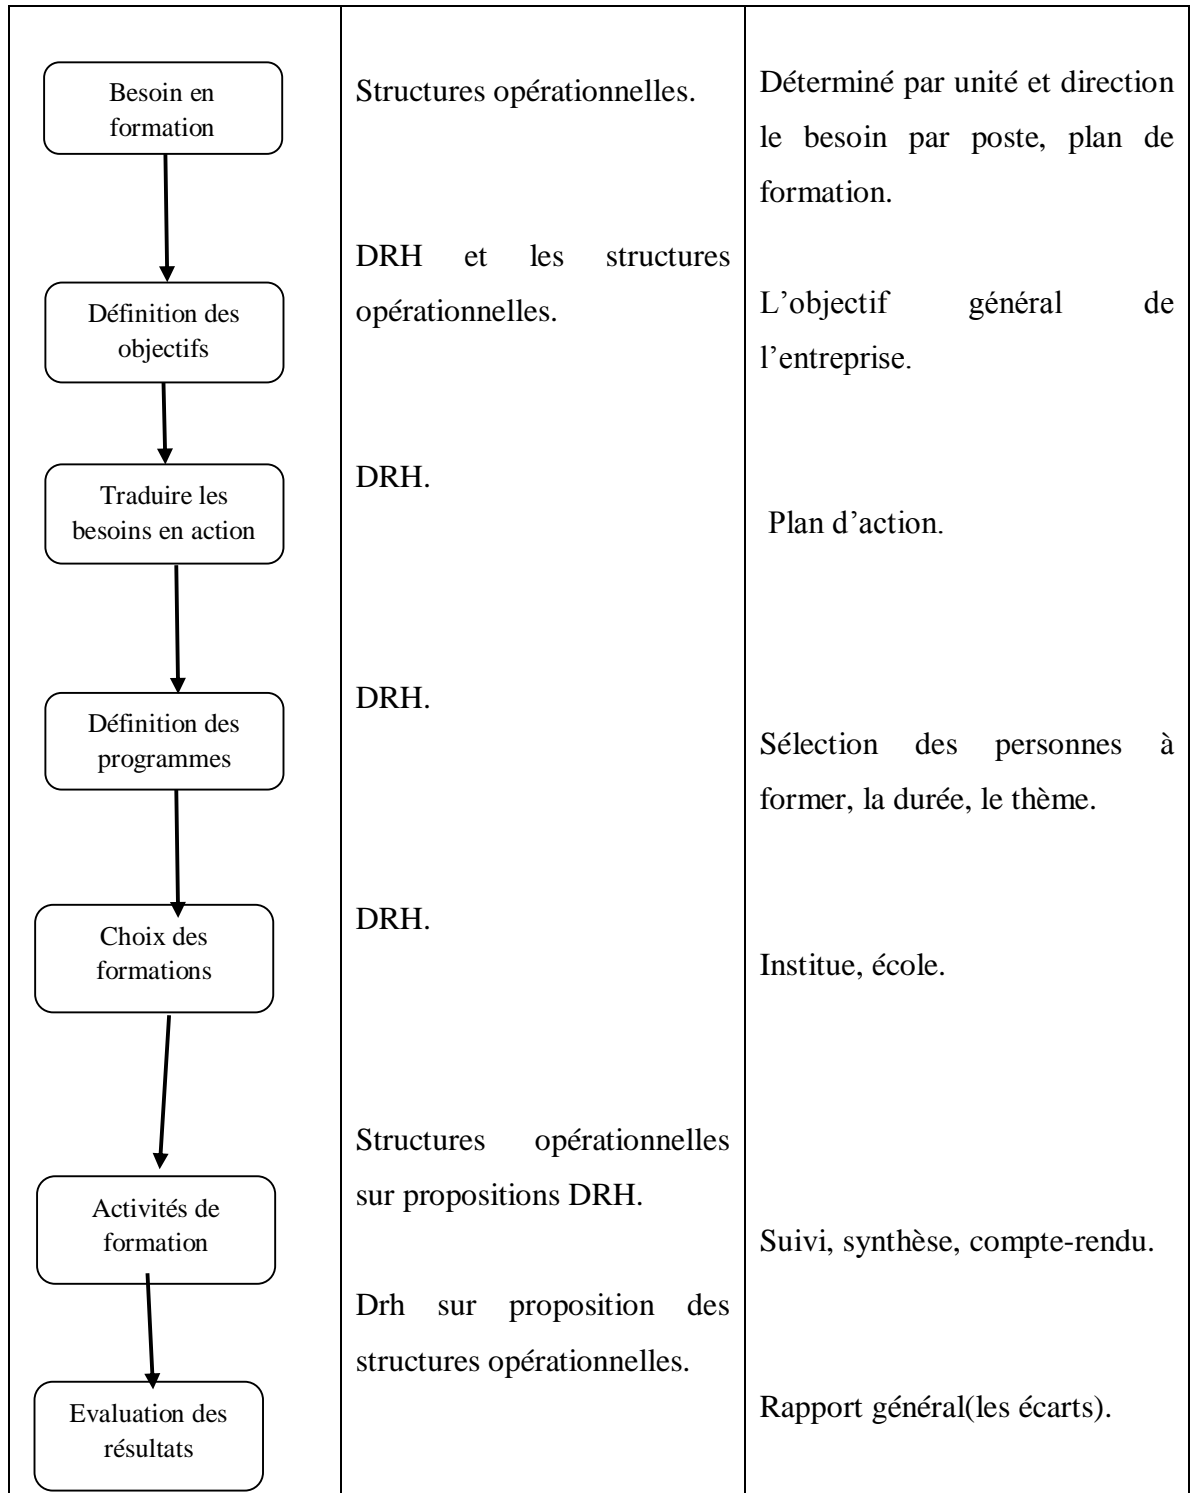 Besoin en
formation
Structures opérationnelles.
Déterminé par unité et direction
le besoin par poste, plan de
formation.
DRH et les structures
opérationnelles.
Définition des
objectifs
L’objectif général de
l’entreprise.
Traduire les
besoins en action
DRH.
Plan d’action.
Définition des
programmes
DRH.
Sélection des personnes à
former, la durée, le thème.
Choix des
formations
DRH.
Institue, école.
Structures opérationnelles
sur propositions DRH.
Activités de
formation
Suivi, synthèse, compte-rendu.
Drh sur proposition des
structures opérationnelles.
Evaluation des
résultats
Rapport général(les écarts).